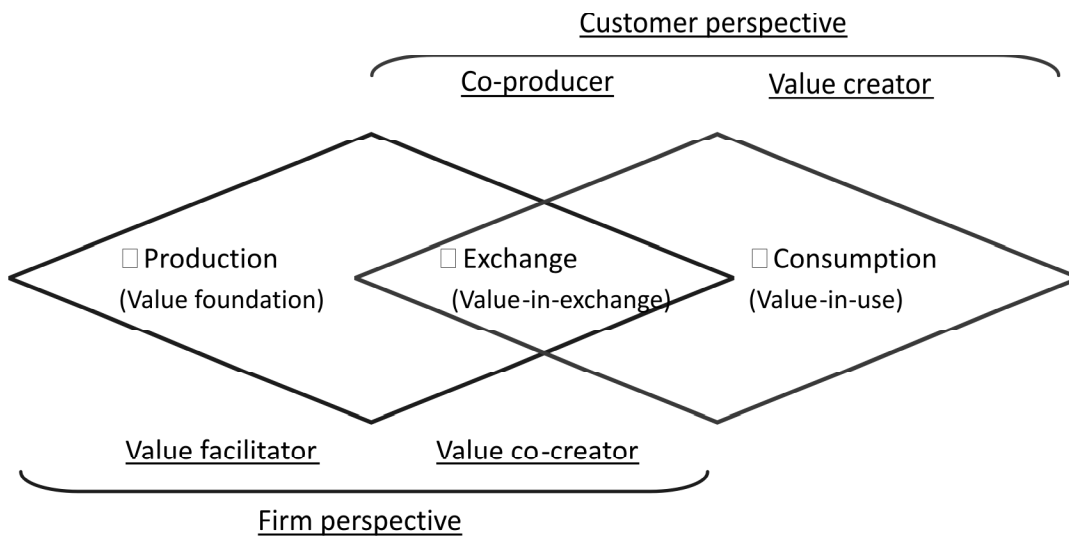 Customer perspective
Co-producer Value creator
□ Production □ Exchange □ Consumption
(Value foundation) (Value-in-exchange) (Value-in-use)
Value facilitator Value co-creator
Firm perspective